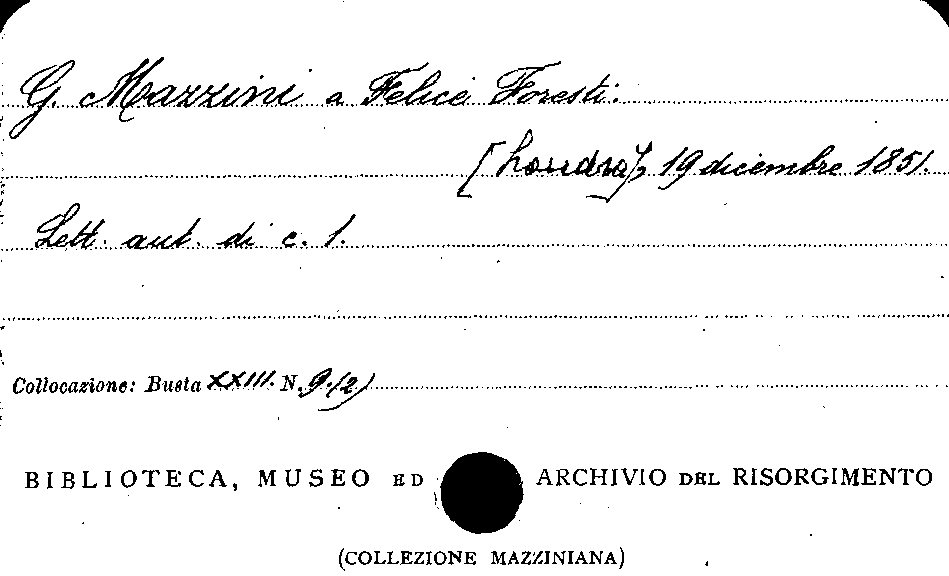 G. Mazzini a Felice Foresti.
[Londra], 19 dicembre 1851.
Lett. aut. di c. 1.
Collocazione: Busta XXIII. N. 9.(2)
BIBLIOTECA, MUSEO ED ARCHIVIO DEL RISORGIMENTO
(COLLEZIONE MAZZINIANA)